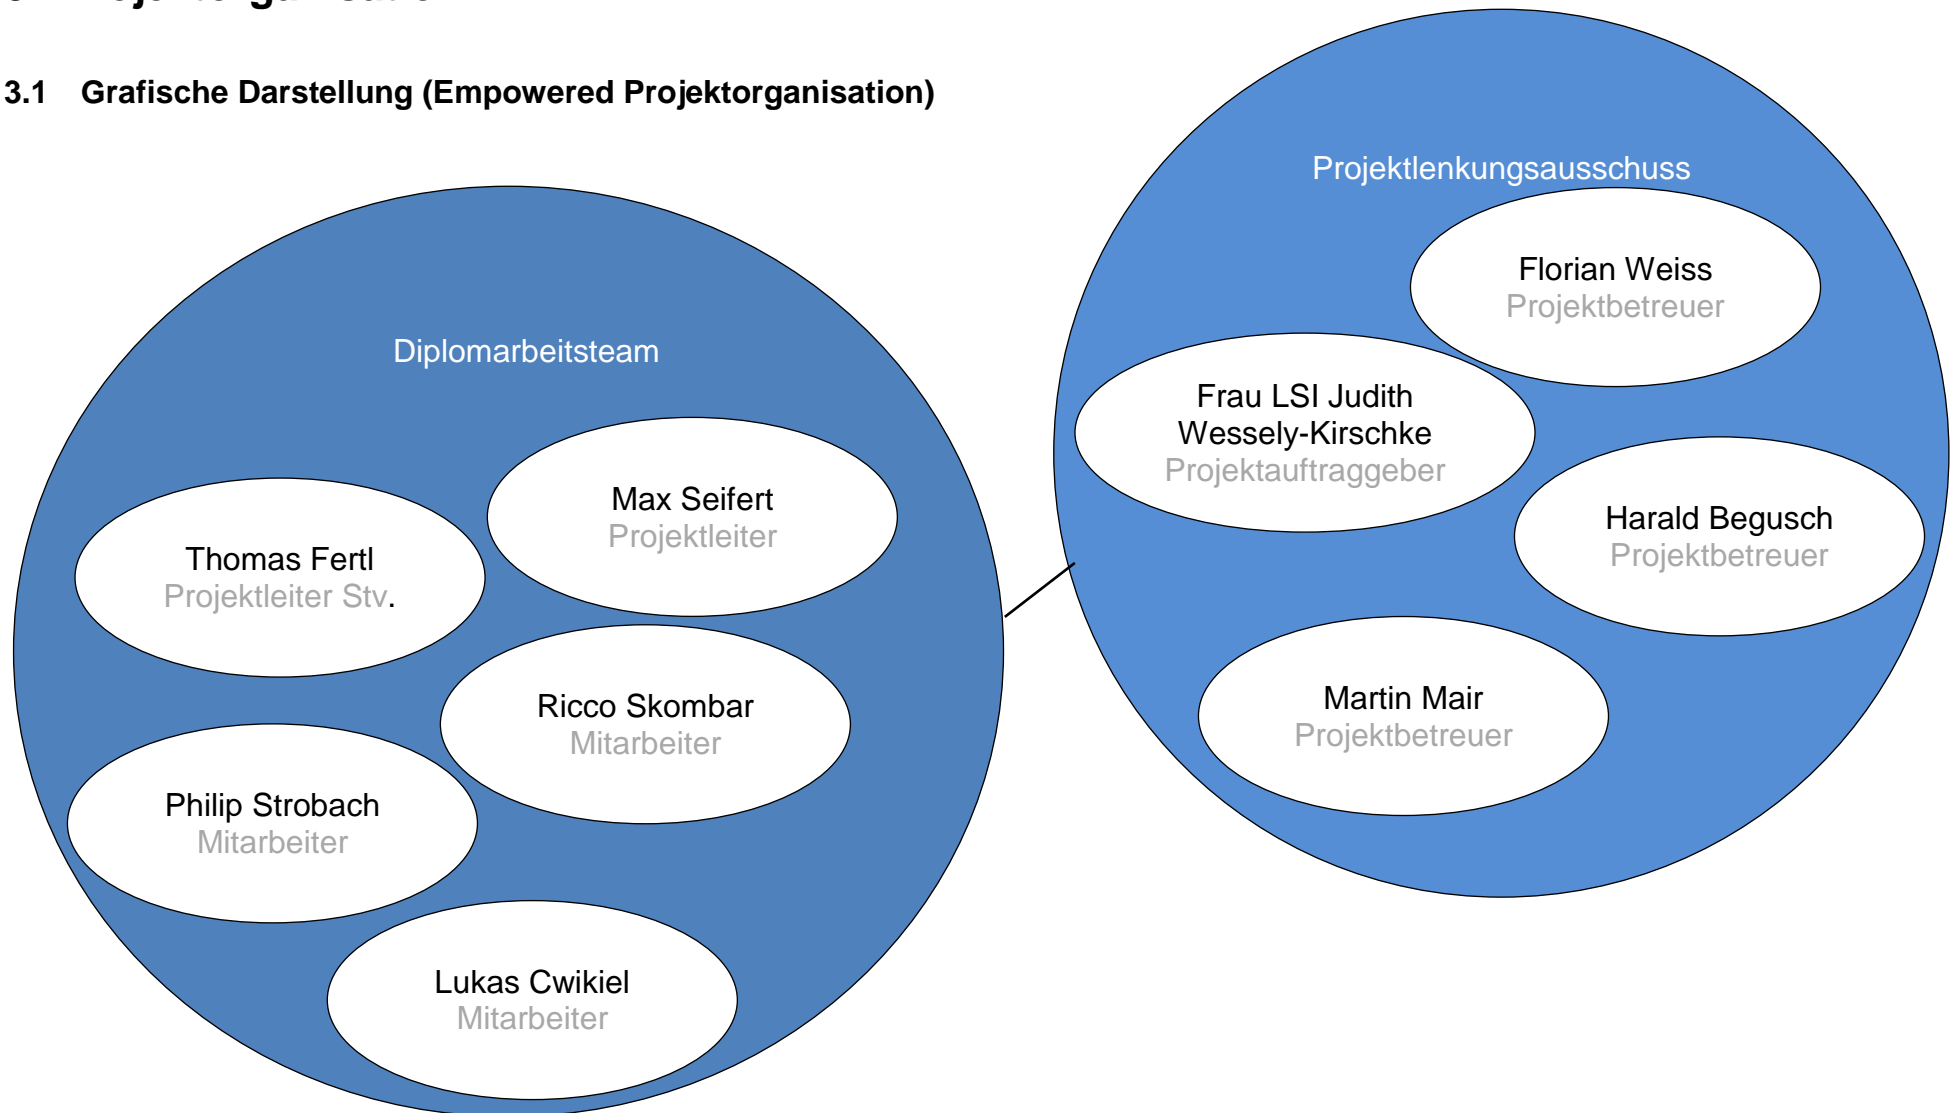 3.1 Grafische Darstellung (Empowered Projektorganisation)
Diplomarbeitsteam
Max Seifert
Projektleiter
Thomas Fertl
Projektleiter Stv.
Ricco Skombar
Mitarbeiter
Philip Strobach
Mitarbeiter
Lukas Cwikiel
Mitarbeiter
Projektlenkungsausschuss
Florian Weiss
Projektbetreuer
Frau LSI Judith
Wessely-Kirschke
Projektauftraggeber
Harald Begusch
Projektbetreuer
Martin Mair
Projektbetreuer